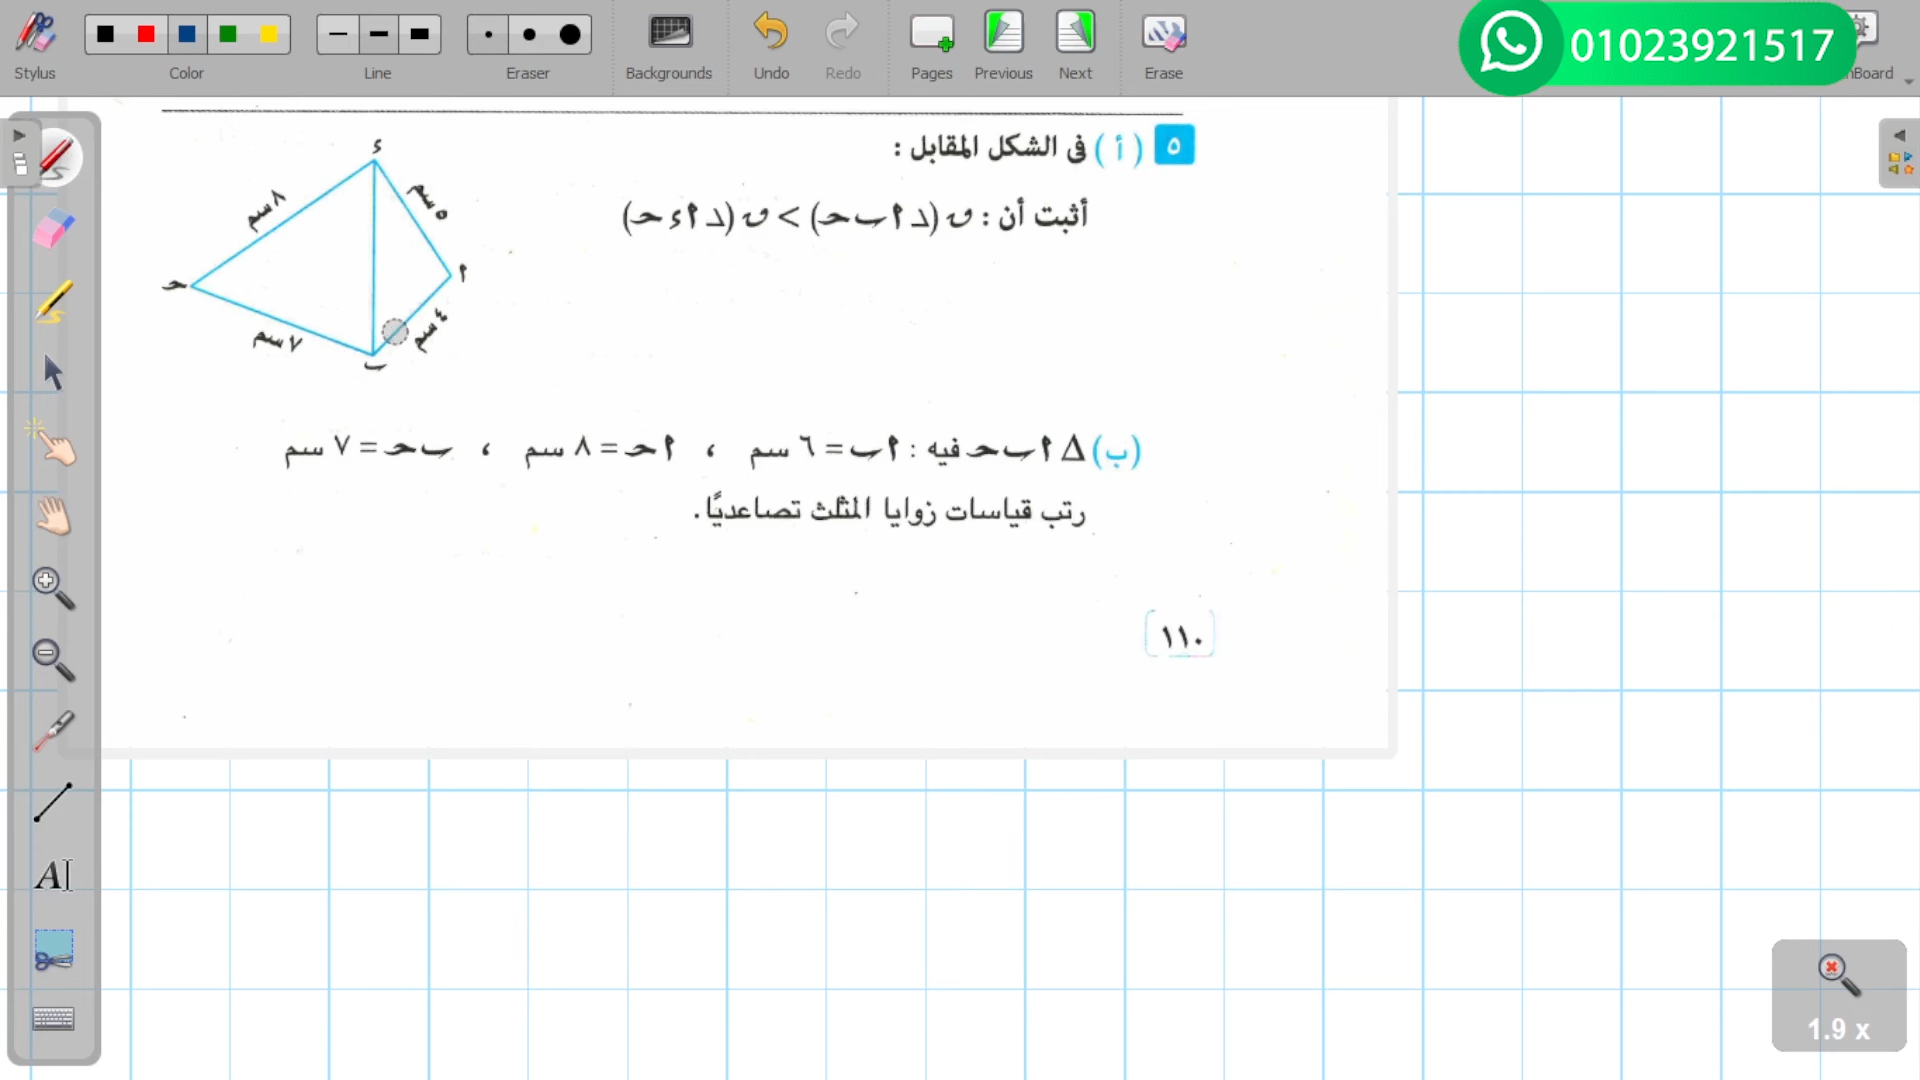 Stylus
Color
Line
Eraser
Backgrounds
Undo
Redo
Pages
Previous
Next
Erase
01023921517
Board
٥ (أ) فى الشكل المقابل :
أثبت أن : ق (د ا ب حـ) > ق (د ا ء حـ)
ء
٨ سم
٥ سم
حـ
ا
٧ سم
٤ سم
ب
(ب) Δ ا ب حـ فيه : ا ب = ٦ سم ، ا حـ = ٨ سم ، ب حـ = ٧ سم
رتب قياسات زوايا المثلث تصاعديًا.
١١٠
1.9 x